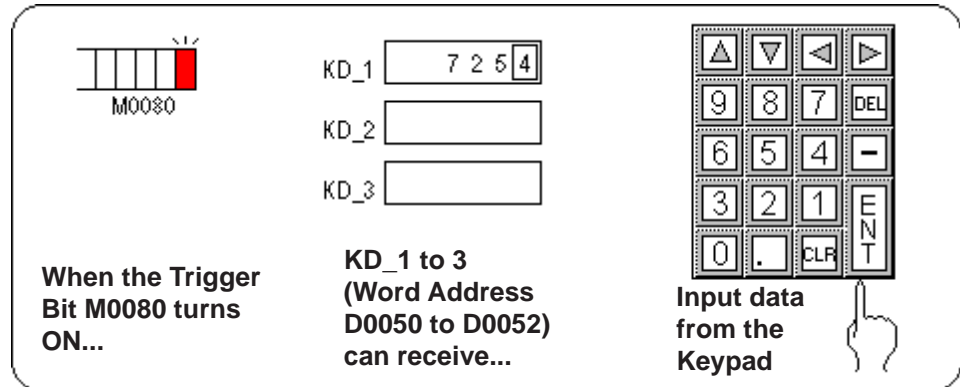 M0080
When the Trigger
Bit M0080 turns
ON...
KD_1 7 2 5 4
KD_2
KD_3
KD_1 to 3
(Word Address
D0050 to D0052)
can receive...
9 8 7 DEL
6 5 4 −
3 2 1 ENT
0 . CLR
Input data
from the
Keypad